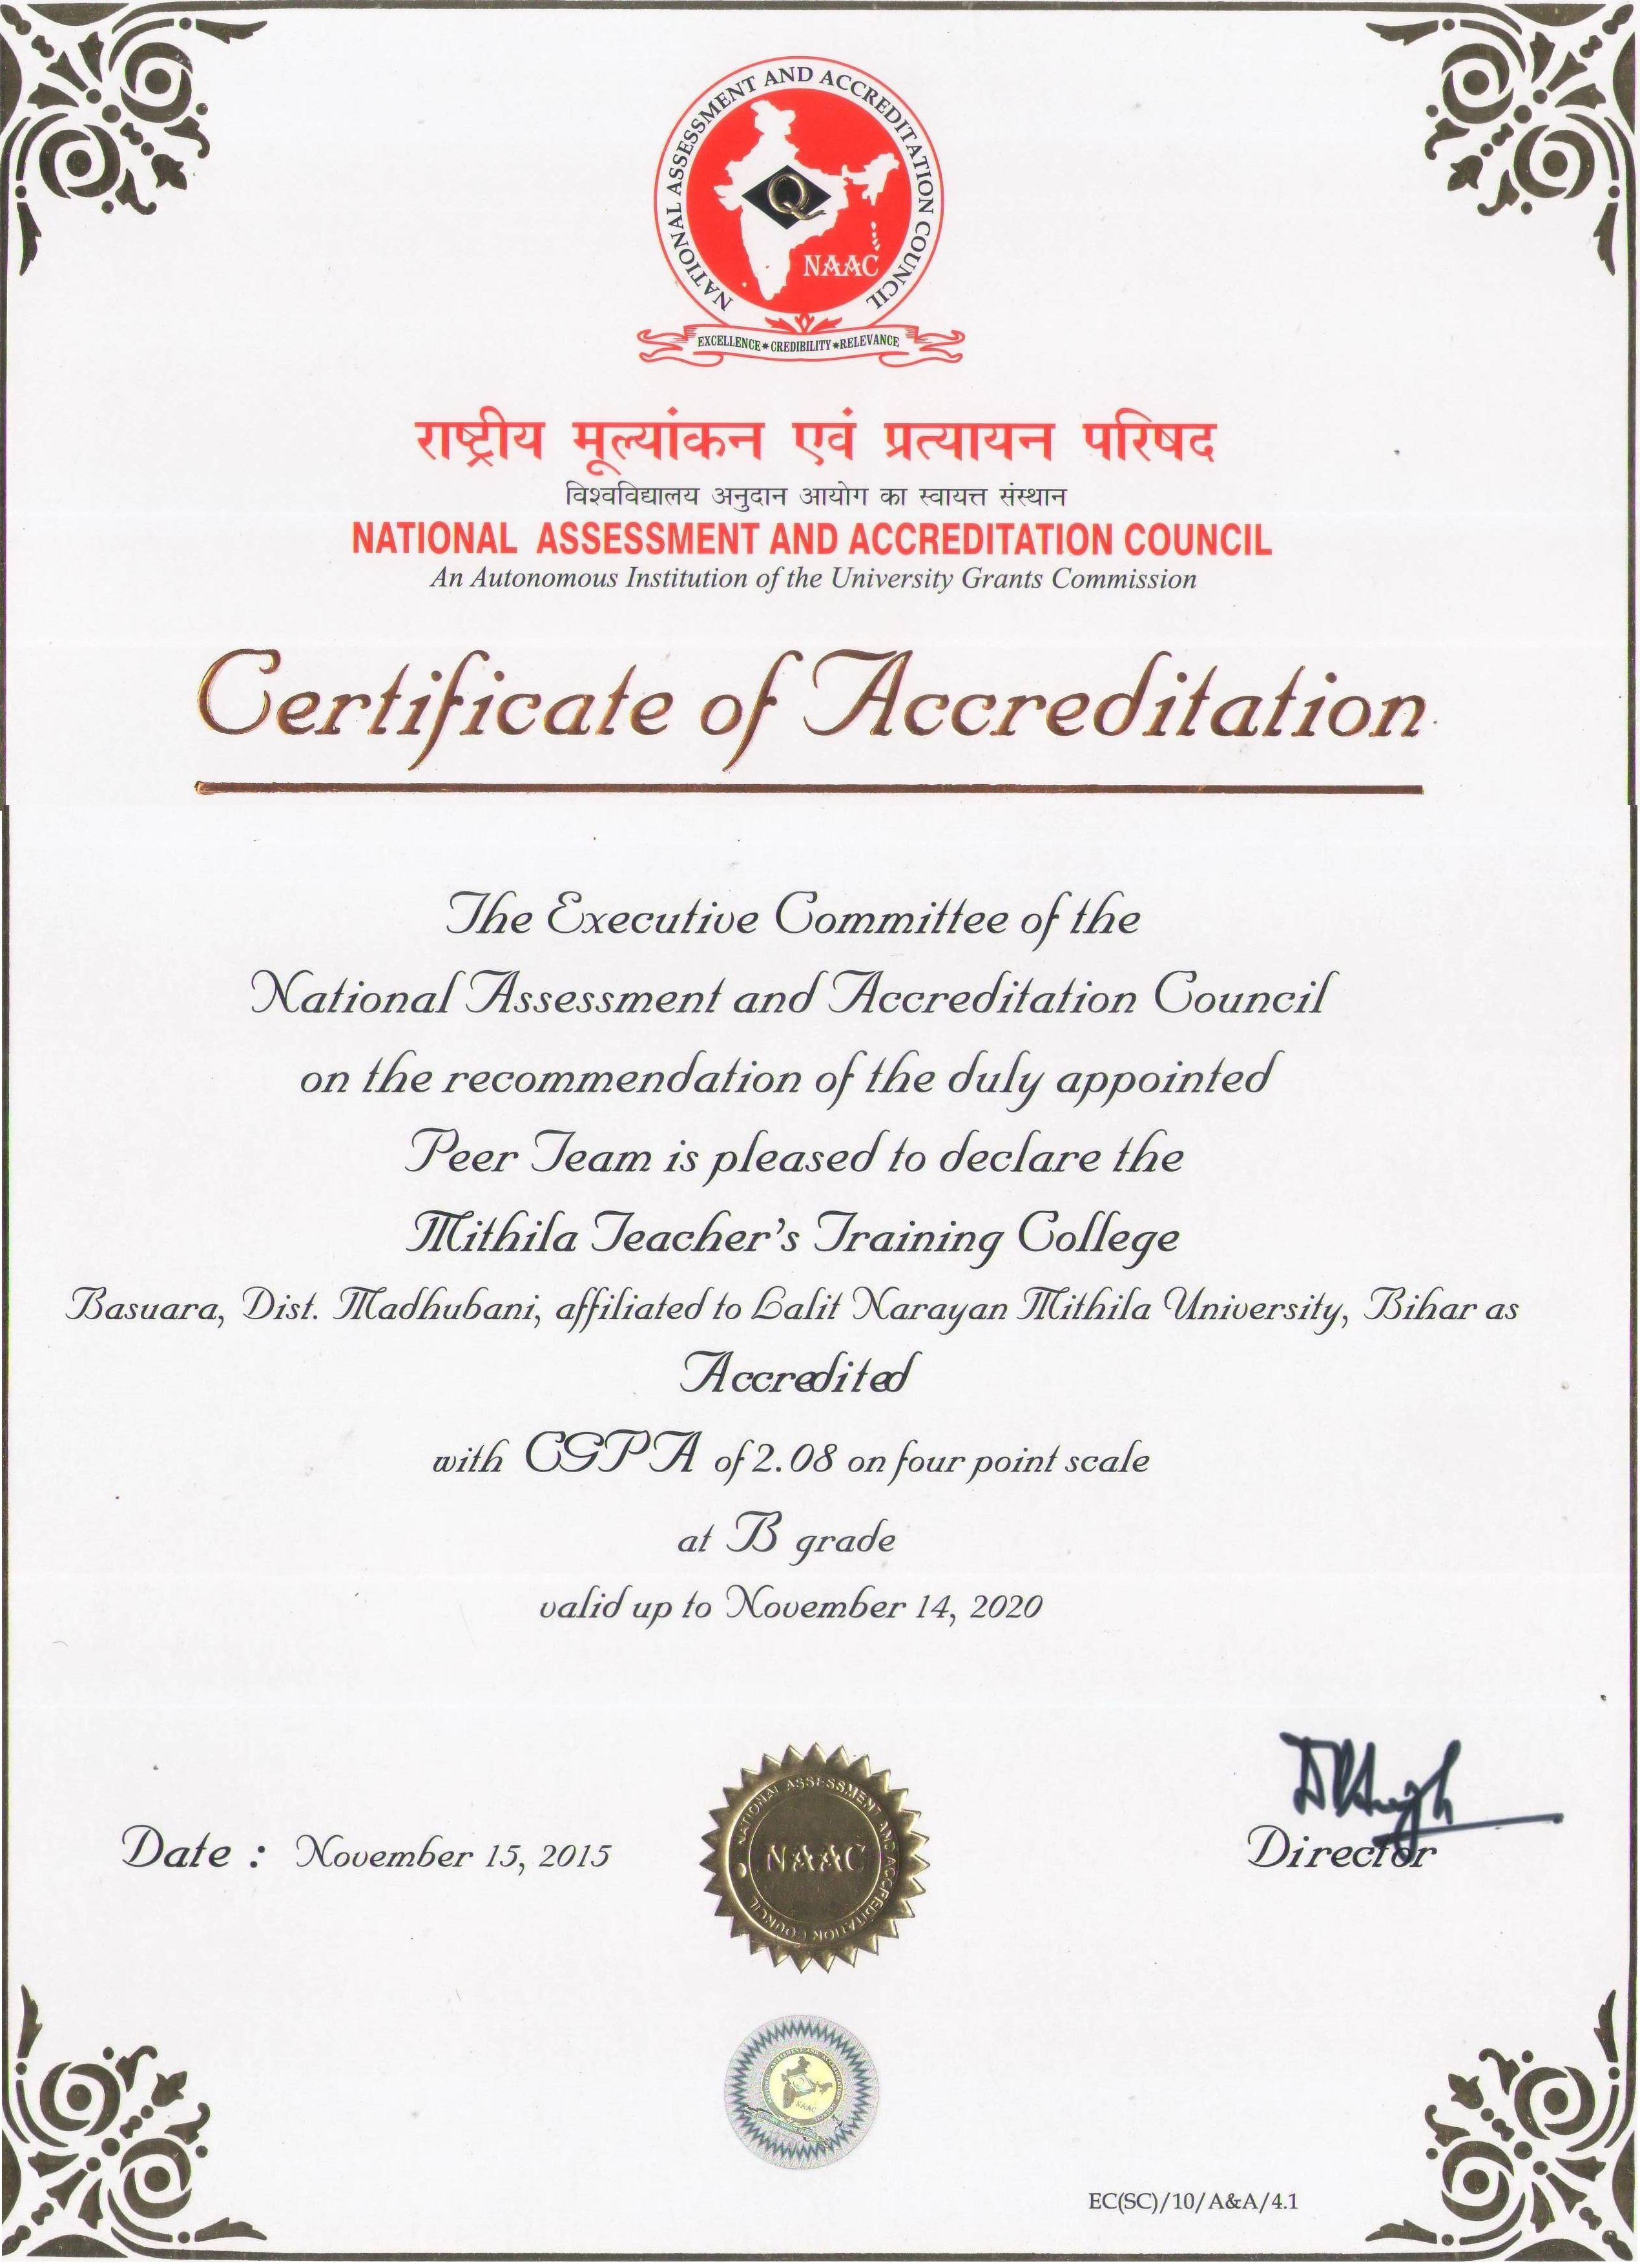 NATIONAL ASSESSMENT AND ACCREDITATION COUNCIL
Q
NAAC
EXCELLENCE★CREDIBILITY★RELEVANCE
राष्ट्रीय मूल्यांकन एवं प्रत्यायन परिषद
विश्वविद्यालय अनुदान आयोग का स्वायत्त संस्थान
NATIONAL ASSESSMENT AND ACCREDITATION COUNCIL
An Autonomous Institution of the University Grants Commission
Certificate of Accreditation
The Executive Committee of the
National Assessment and Accreditation Council
on the recommendation of the duly appointed
Peer Team is pleased to declare the
Mithila Teacher's Training College
Basuara, Dist. Madhubani, affiliated to Lalit Narayan Mithila University, Bihar as
Accredited
with CGPA of 2.08 on four point scale
at B grade
valid up to November 14, 2020
Date : November 15, 2015
NATIONAL ASSESSMENT AND ACCREDITATION COUNCIL
NAAC
Director
NAAC
EC(SC)/10/A&A/4.1